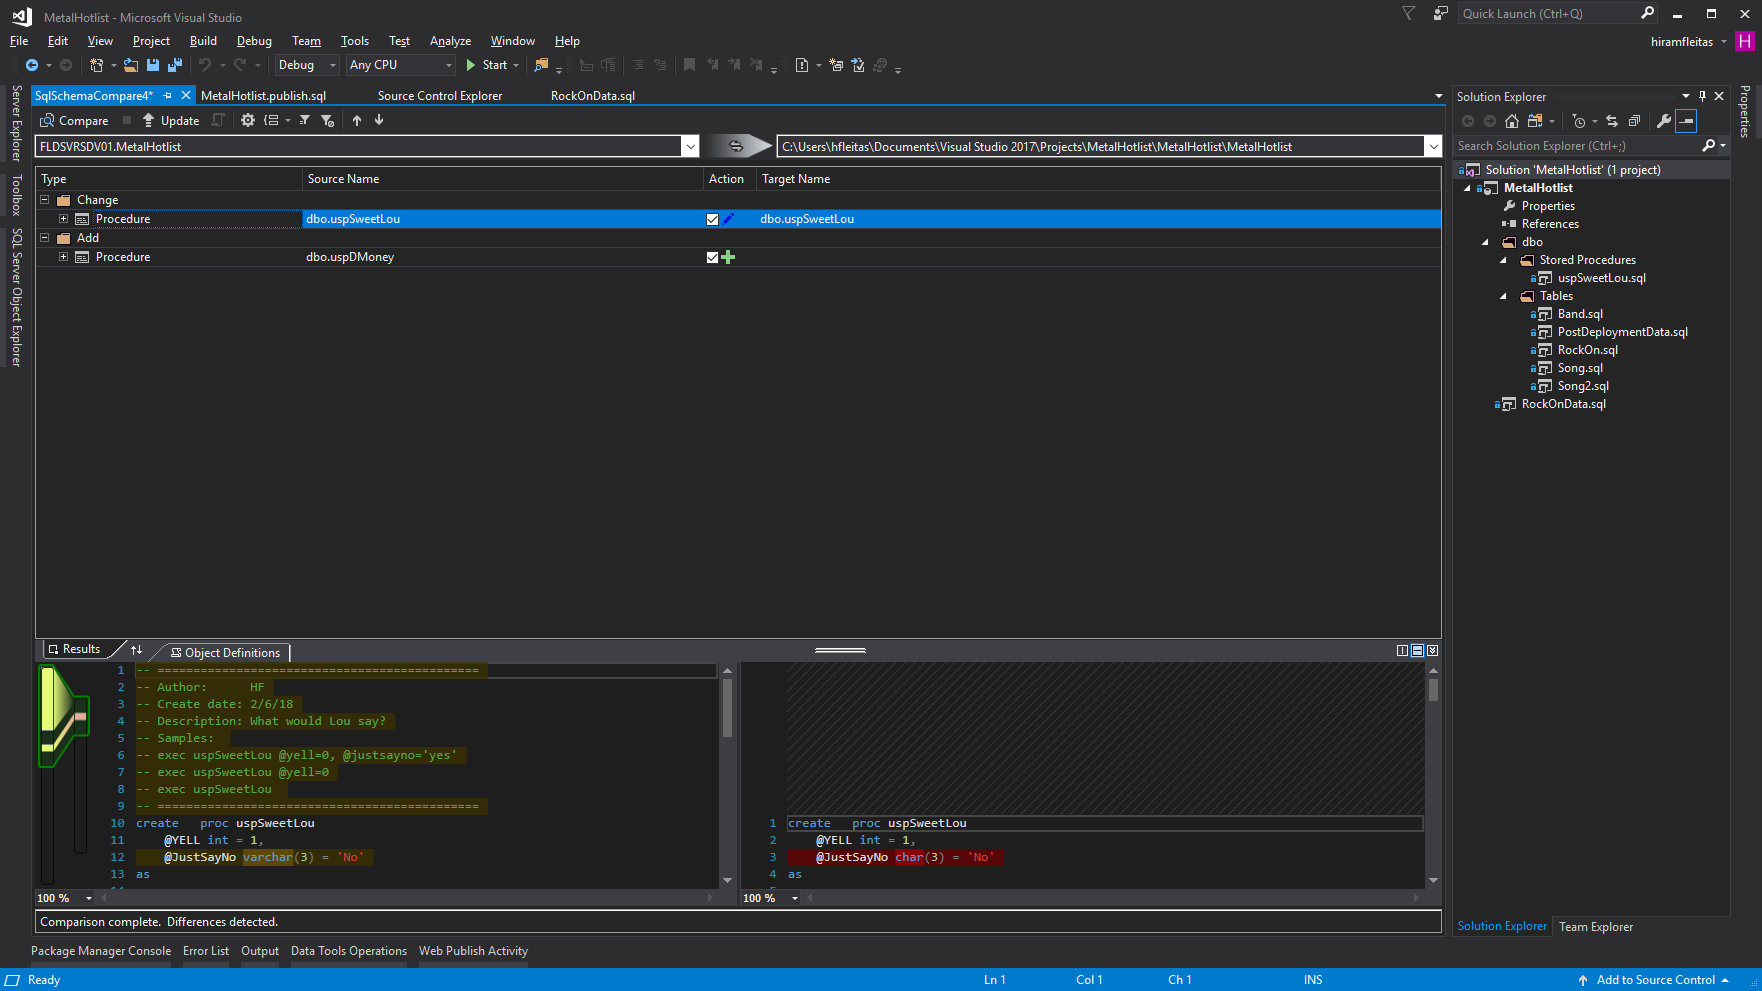 MetalHotlist - Microsoft Visual Studio
Quick Launch (Ctrl+Q)
File Edit View Project Build Debug Team Tools Test Analyze Window Help
hiramfleitas H
Debug Any CPU Start
SqlSchemaCompare4* MetalHotlist.publish.sql Source Control Explorer RockOnData.sql
Compare Update
FLDSVRSDV01.MetalHotlist C:\Users\hfleitas\Documents\Visual Studio 2017\Projects\MetalHotlist\MetalHotlist\MetalHotlist
Type Source Name Action Target Name
Change
Procedure dbo.uspSweetLou dbo.uspSweetLou
Add
Procedure dbo.uspDMoney
Server Explorer
Toolbox
SQL Server Object Explorer
Results Object Definitions
1 -- =============================================
2 -- Author: HF
3 -- Create date: 2/6/18
4 -- Description: What would Lou say?
5 -- Samples:
6 -- exec uspSweetLou @yell=0, @justsayno='yes'
7 -- exec uspSweetLou @yell=0
8 -- exec uspSweetLou
9 -- =============================================
10 create proc uspSweetLou
11 @YELL int = 1,
12 @JustSayNo varchar(3) = 'No'
13 as
100 %
1 create proc uspSweetLou
2 @YELL int = 1,
3 @JustSayNo char(3) = 'No'
4 as
100 %
Comparison complete. Differences detected.
Solution Explorer
Search Solution Explorer (Ctrl+;)
Solution 'MetalHotlist' (1 project)
MetalHotlist
Properties
References
dbo
Stored Procedures
uspSweetLou.sql
Tables
Band.sql
PostDeploymentData.sql
RockOn.sql
Song.sql
Song2.sql
RockOnData.sql
Solution Explorer Team Explorer
Properties
Package Manager Console Error List Output Data Tools Operations Web Publish Activity
Ready Ln 1 Col 1 Ch 1 INS Add to Source Control